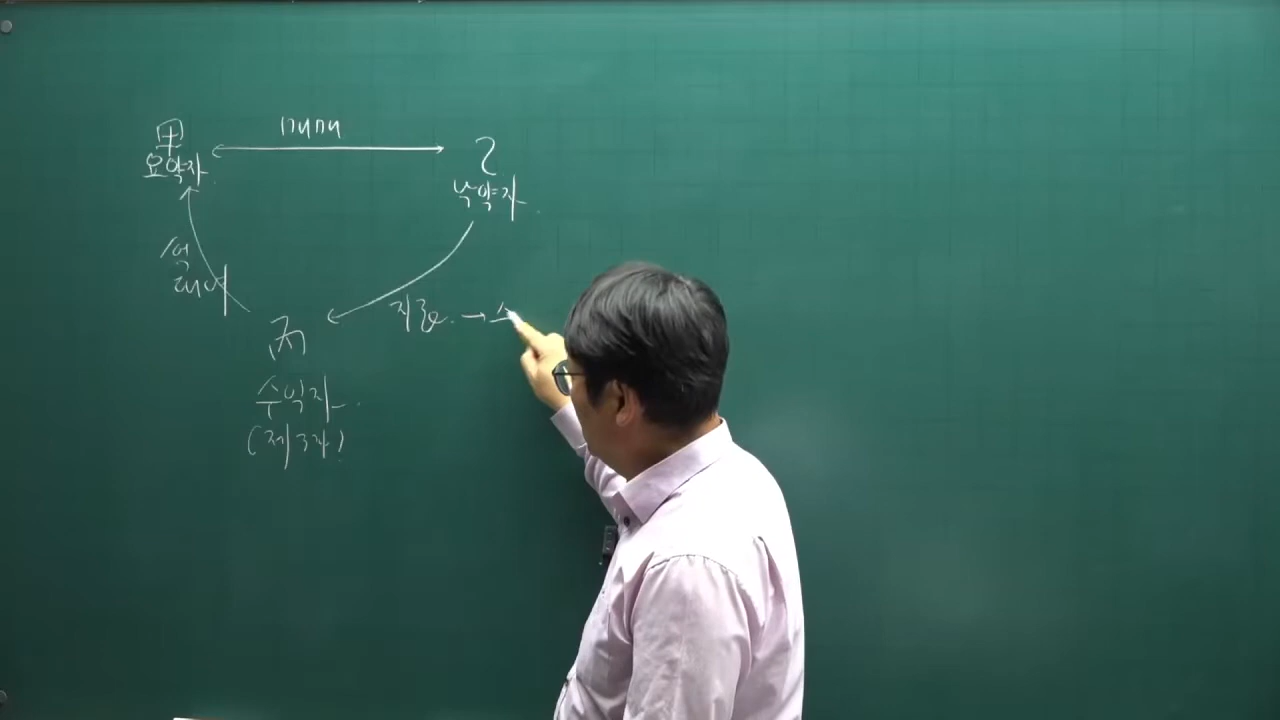 甲
매매
乙
요약자
낙약자
지급 →
丙
수익자
(제3자)